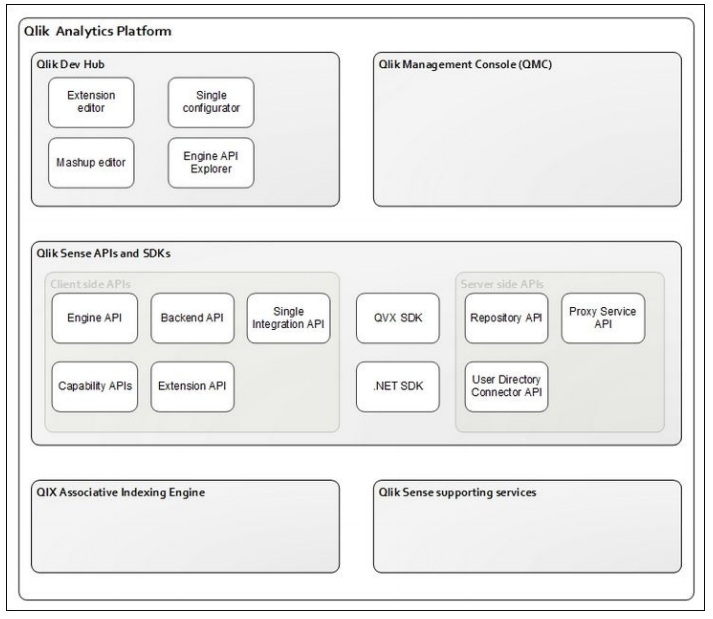 Qlik Analytics Platform
Qlik Dev Hub
Extension
editor
Single
configurator
Mashup editor
Engine API
Explorer
Qlik Management Console (QMC)
Qlik Sense APIs and SDKs
Client side APIs
Engine API
Backend API
Single
Integration API
Capability APIs
Extension API
QVX SDK
.NET SDK
Server side APIs
Repository API
Proxy Service
API
User Directory
Connector API
QIX Associative Indexing Engine
Qlik Sense supporting services